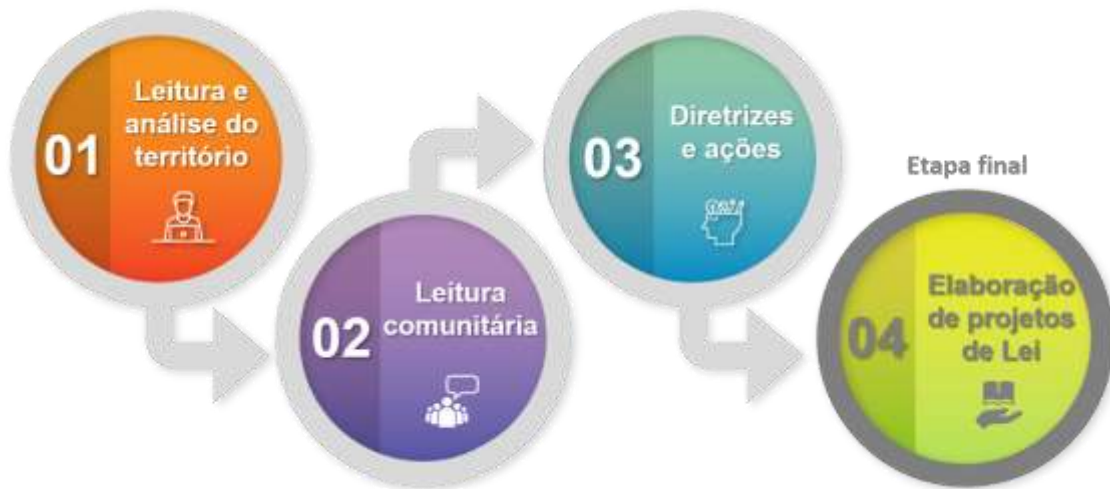 01
Leitura e
análise do
território
02
Leitura
comunitária
03
Diretrizes
e ações
Etapa final
04
Elaboração
de projetos
de Lei